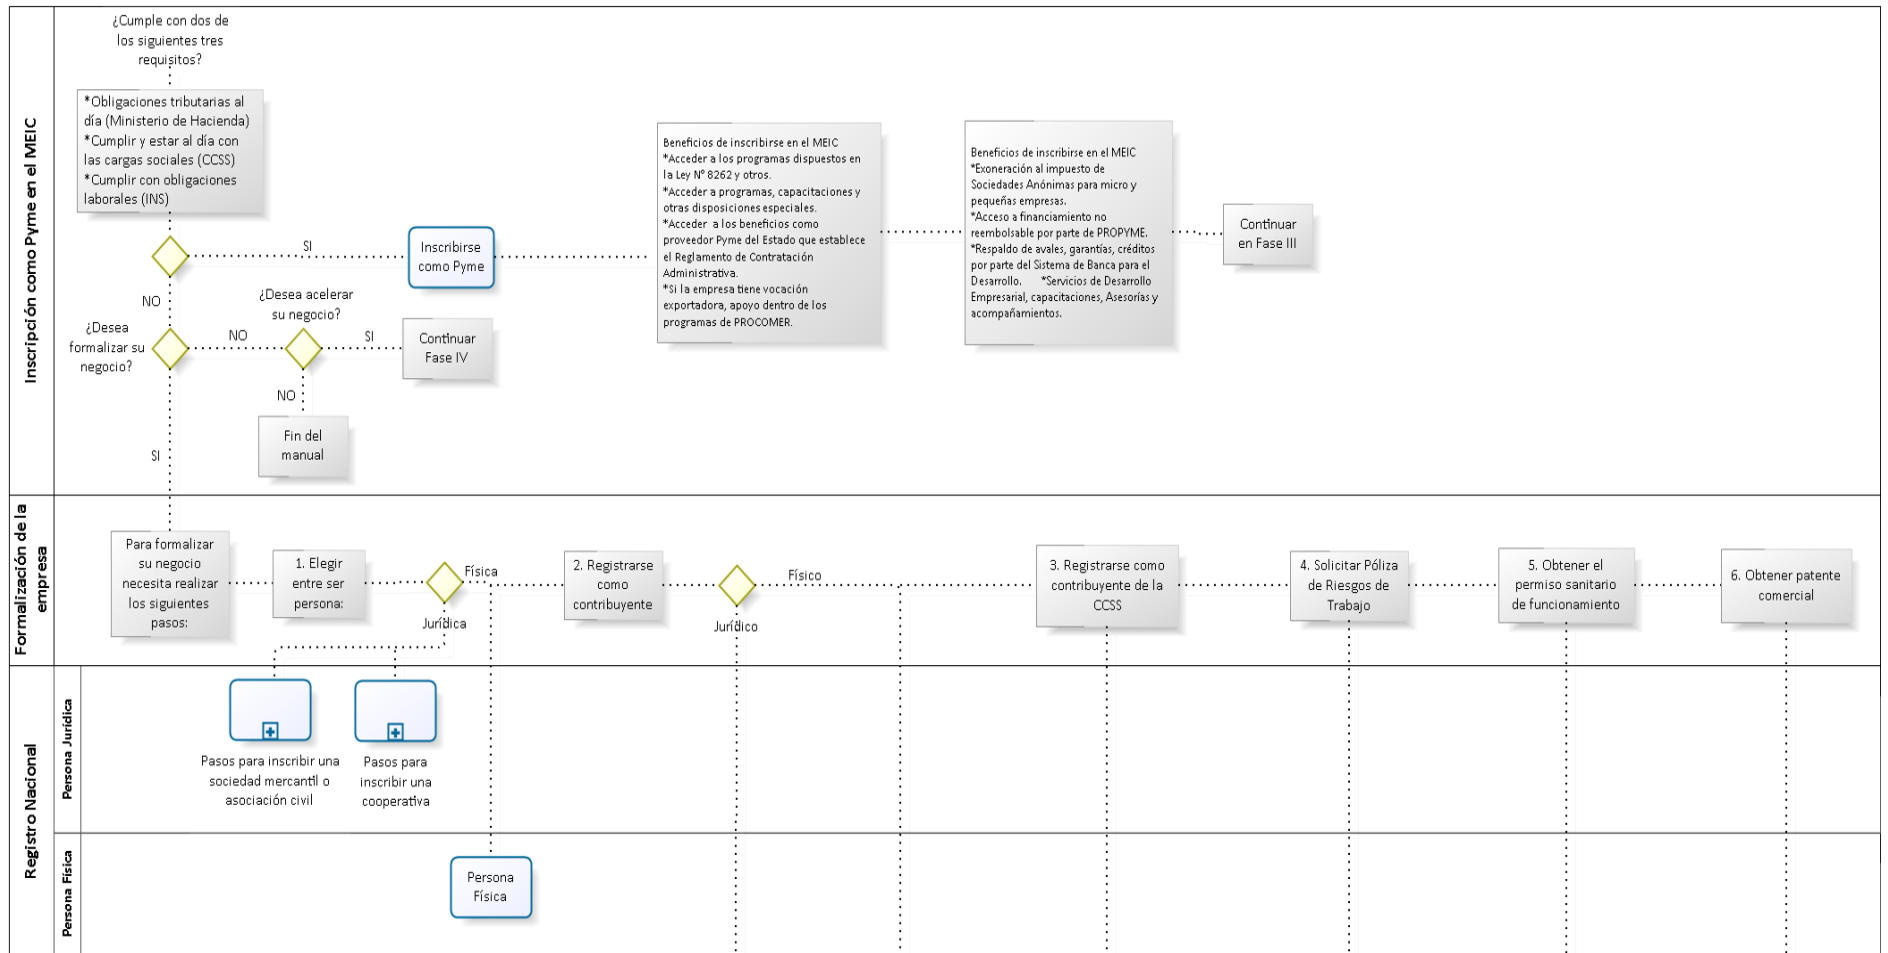 ¿Cumple con dos de
los siguientes tres
requisitos?
*Obligaciones tributarias al
día (Ministerio de Hacienda)
*Cumplir y estar al día con
las cargas sociales (CCSS)
*Cumplir con obligaciones
laborales (INS)
Inscripción como Pyme en el MEIC
SI
Inscribirse
como Pyme
Beneficios de inscribirse en el MEIC
*Acceder a los programas dispuestos en
la Ley N° 8262 y otros.
*Acceder a programas, capacitaciones y
otras disposiciones especiales.
*Acceder  a los beneficios como
proveedor Pyme del Estado que establece
el Reglamento de Contratación
Administrativa.
*Si la empresa tiene vocación
exportadora, apoyo dentro de los
programas de PROCOMER.
Beneficios de inscribirse en el MEIC
*Exoneración al impuesto de
Sociedades Anónimas para micro y
pequeñas empresas.
*Acceso a financiamiento no
reembolsable por parte de PROPYME.
*Respaldo de avales, garantías, créditos
por parte del Sistema de Banca para el
Desarrollo.      *Servicios de Desarrollo
Empresarial, capacitaciones, Asesorías y
acompañamientos.
Continuar
en Fase III
NO
¿Desea
formalizar su
negocio?
NO
¿Desea acelerar
su negocio?
SI
Continuar
Fase IV
NO
Fin del
manual
SI
Formalización de la
empresa
Para formalizar
su negocio
necesita realizar
los siguientes
pasos:
1. Elegir
entre ser
persona:
Física
Jurídica
2. Registrarse
como
contribuyente
Físico
Jurídico
3. Registrarse como
contribuyente de la
CCSS
4. Solicitar Póliza
de Riesgos de
Trabajo
5. Obtener el
permiso sanitario
de funcionamiento
6. Obtener patente
comercial
Registro Nacional
Persona Jurídica
Pasos para inscribir una
sociedad mercantil o
asociación civil
Pasos para
inscribir una
cooperativa
Persona Física
Persona
Física